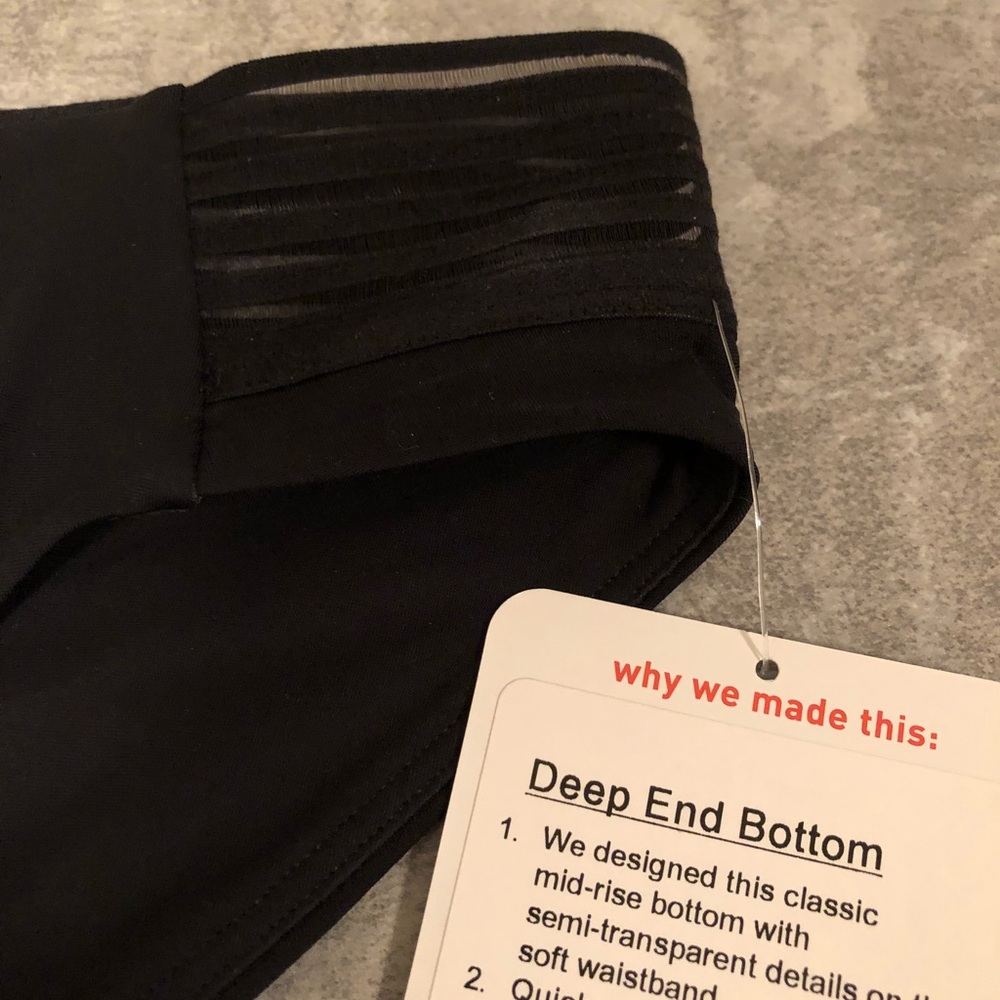 why we made this:
Deep End Bottom
1. We designed this classic
mid-rise bottom with
semi-transparent details on
soft waistband
2.